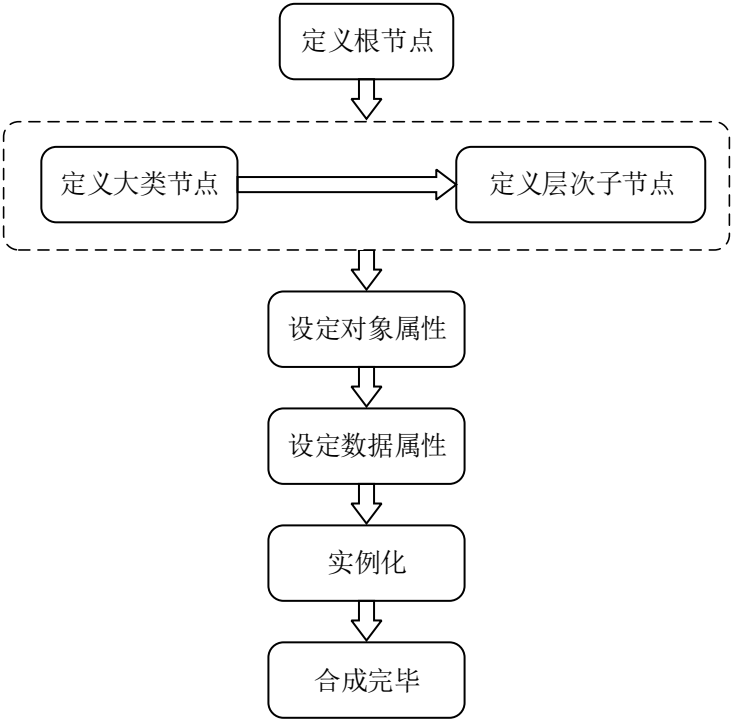 定义根节点
定义大类节点
定义层次子节点
设定对象属性
设定数据属性
实例化
合成完毕